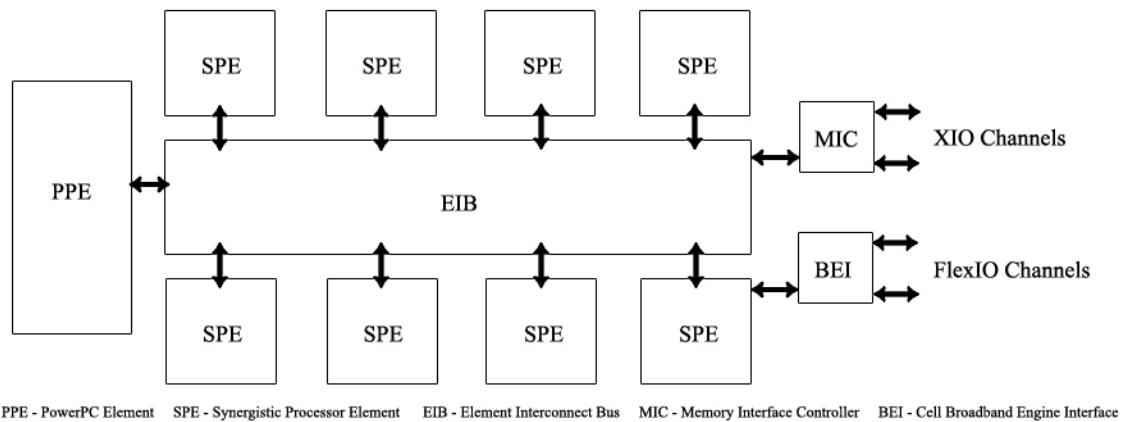 SPE SPE SPE SPE
MIC XIO Channels
PPE
EIB
BEI FlexIO Channels
SPE SPE SPE SPE
PPE - PowerPC Element SPE - Synergistic Processor Element EIB - Element Interconnect Bus MIC - Memory Interface Controller BEI - Cell Broadband Engine Interface